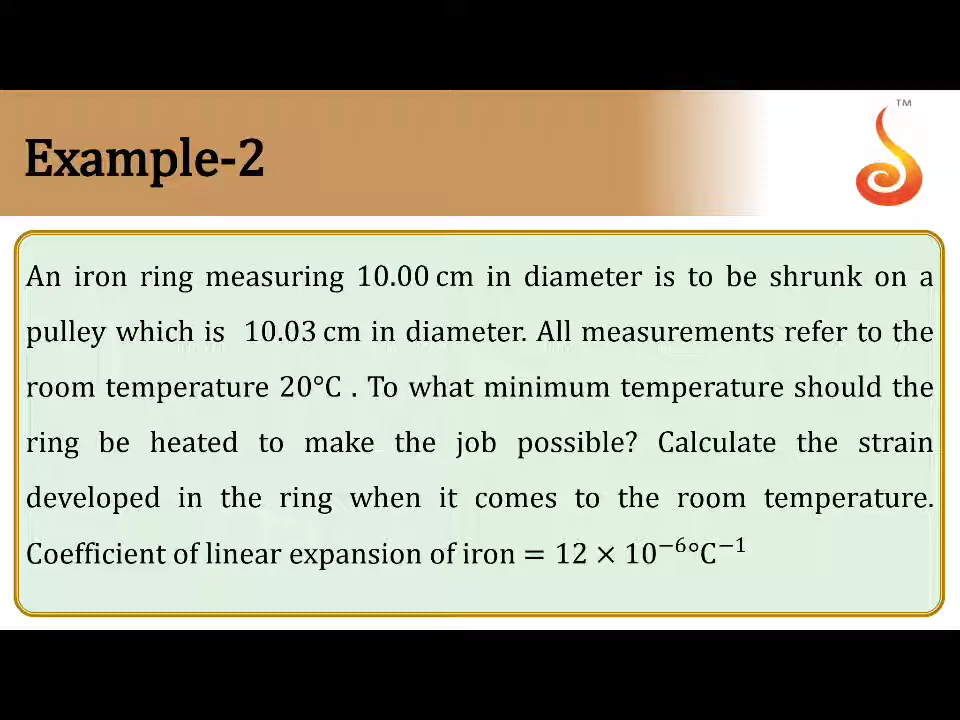 TM
Example-2
An iron ring measuring 10.00 cm in diameter is to be shrunk on a
pulley which is 10.03 cm in diameter. All measurements refer to the
room temperature 20°C . To what minimum temperature should the
ring be heated to make the job possible? Calculate the strain
developed in the ring when it comes to the room temperature.
Coefficient of linear expansion of iron = 12 × 10⁻⁶°C⁻¹